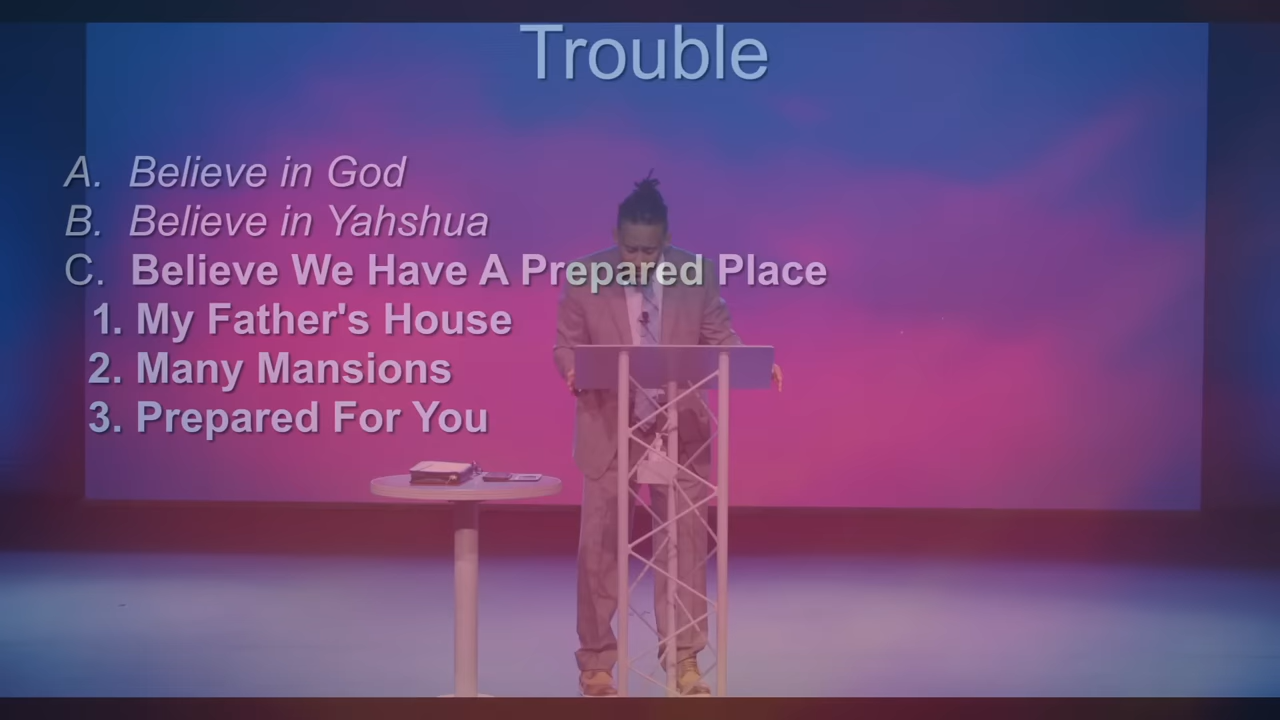 Trouble
A. Believe in God
B. Believe in Yahshua
C. Believe We Have A Prepared Place
1. My Father's House
2. Many Mansions
3. Prepared For You